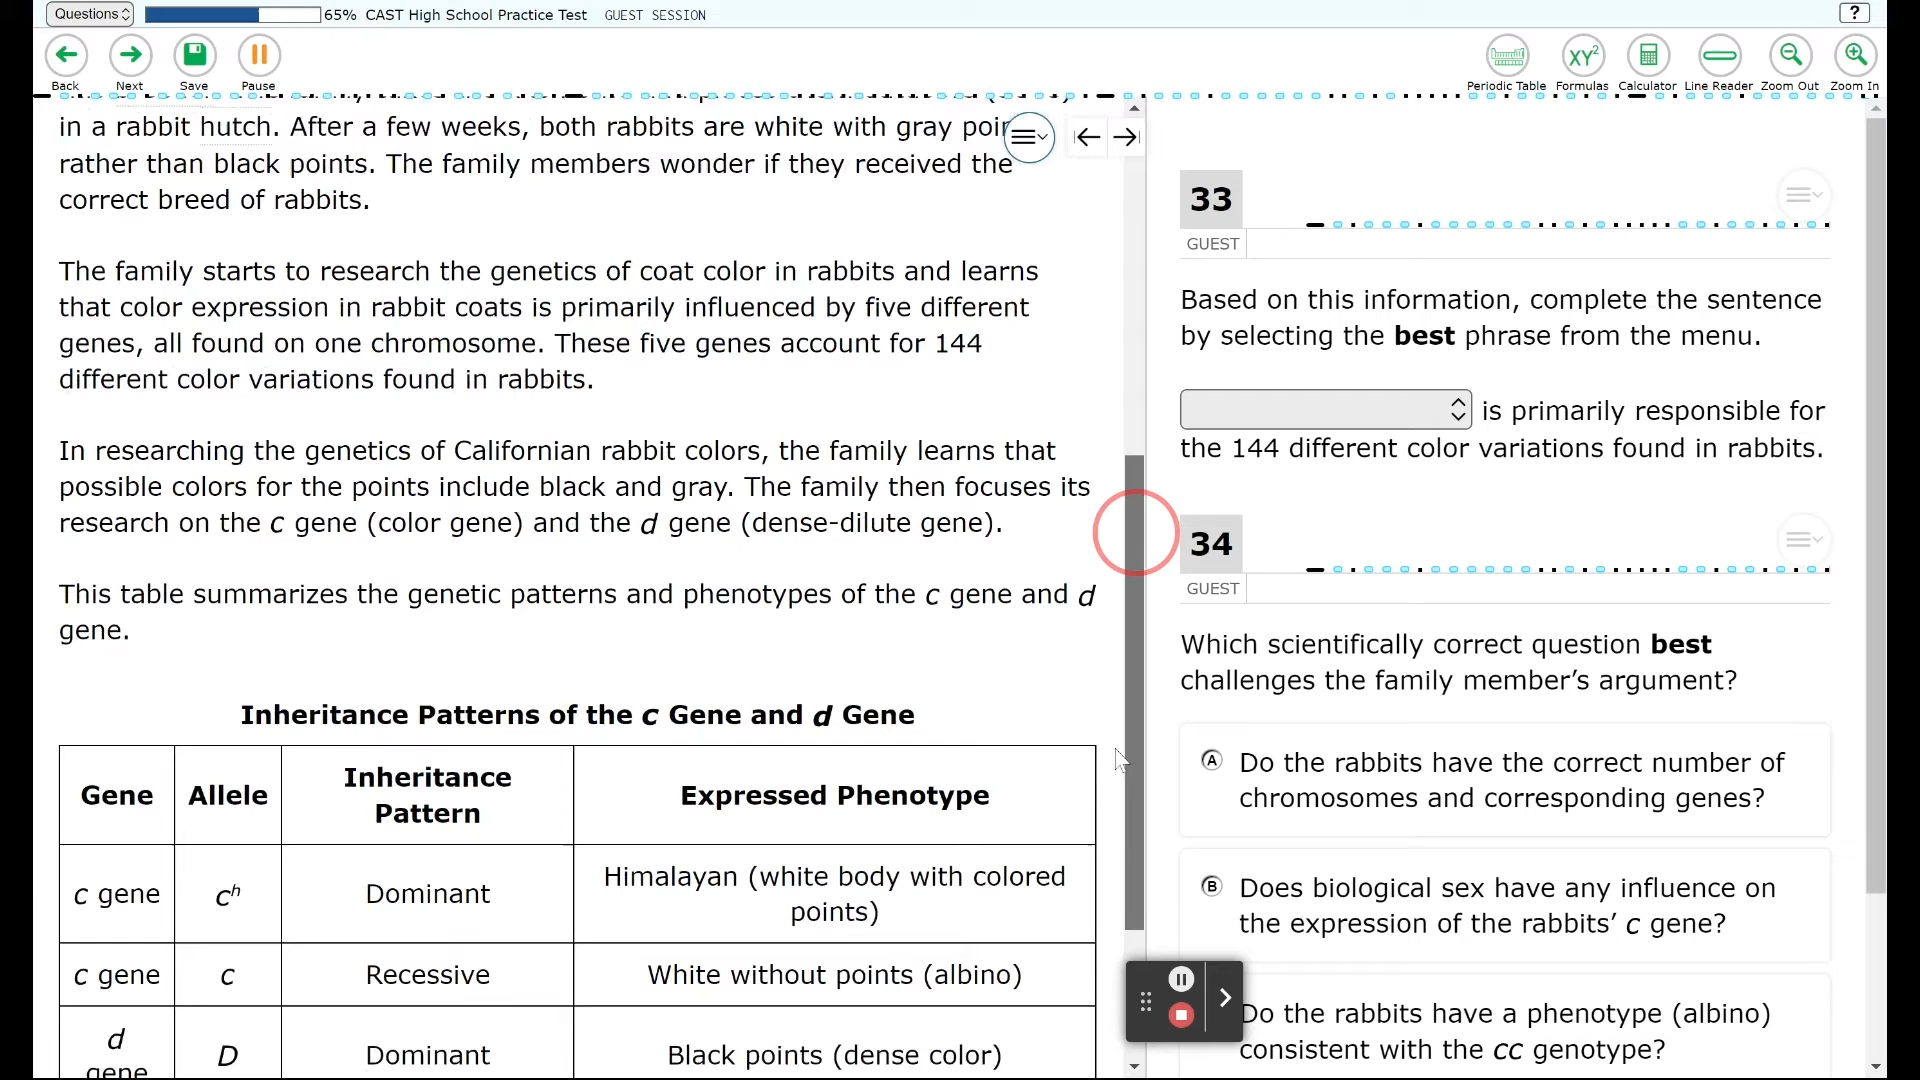 Questions
65% CAST High School Practice Test GUEST SESSION
?
Back
Next
Save
Pause
XY²
Periodic Table
Formulas
Calculator
Line Reader
Zoom Out
Zoom In
in a rabbit hutch. After a few weeks, both rabbits are white with gray
rather than black points. The family members wonder if they received the
correct breed of rabbits.
The family starts to research the genetics of coat color in rabbits and learns
that color expression in rabbit coats is primarily influenced by five different
genes, all found on one chromosome. These five genes account for 144
different color variations found in rabbits.
In researching the genetics of Californian rabbit colors, the family learns that
possible colors for the points include black and gray. The family then focuses its
research on the c gene (color gene) and the d gene (dense-dilute gene).
This table summarizes the genetic patterns and phenotypes of the c gene and d
gene.
Inheritance Patterns of the c Gene and d Gene
Gene
Allele
Inheritance
Pattern
Expressed Phenotype
c gene
cʰ
Dominant
Himalayan (white body with colored
points)
c gene
c
Recessive
White without points (albino)
d
gene
D
Dominant
Black points (dense color)
33
GUEST
Based on this information, complete the sentence
by selecting the best phrase from the menu.
is primarily responsible for
the 144 different color variations found in rabbits.
34
GUEST
Which scientifically correct question best
challenges the family member’s argument?
A Do the rabbits have the correct number of
chromosomes and corresponding genes?
B Does biological sex have any influence on
the expression of the rabbits’ c gene?
Do the rabbits have a phenotype (albino)
consistent with the cc genotype?